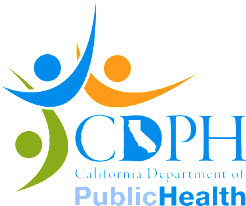 CDPH
California Department of
PublicHealth